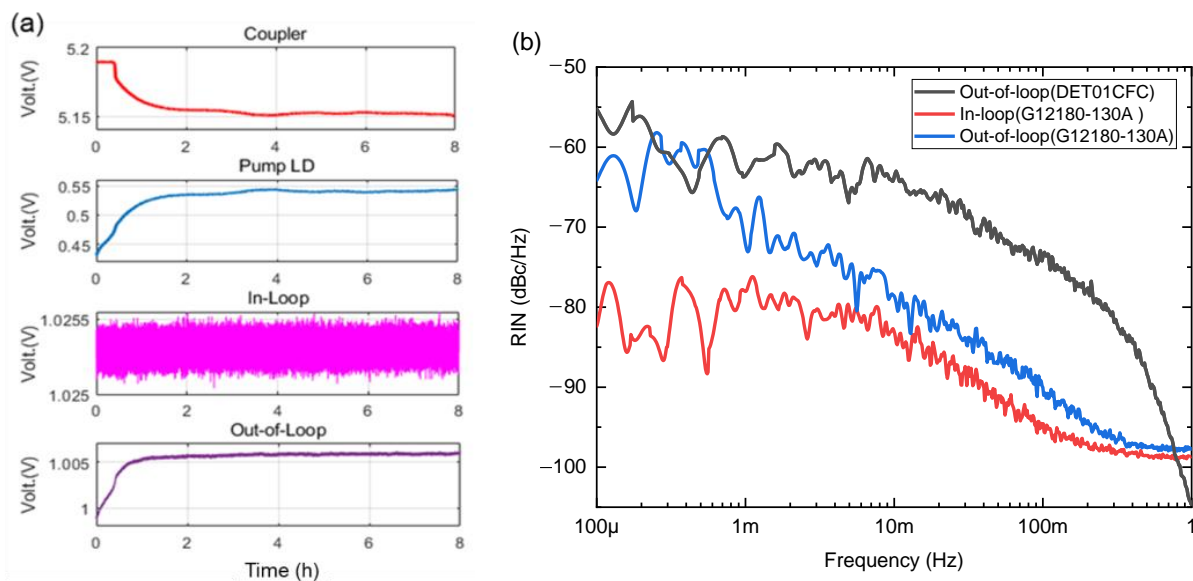 (a)
Coupler
5.2
5.15
Volt.(V)
0 2 4 6 8
Pump LD
0.55
0.5
0.45
Volt.(V)
0 2 4 6 8
In-Loop
1.0255
1.025
Volt.(V)
0 2 4 6 8
Out-of-Loop
1.005
1
Volt.(V)
0 2 4 6 8
Time (h)
(b)
−50
−60
−70
−80
−90
−100
RIN (dBc/Hz)
Out-of-loop(DET01CFC)
In-loop(G12180-130A )
Out-of-loop(G12180-130A)
100μ 1m 10m 100m 1
Frequency (Hz)